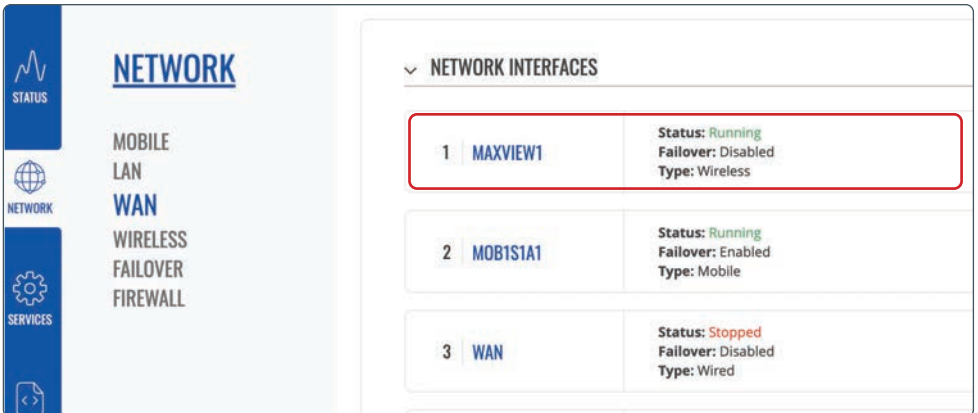 STATUS
NETWORK
SERVICES
NETWORK
MOBILE
LAN
WAN
WIRELESS
FAILOVER
FIREWALL
NETWORK INTERFACES
1 MAXVIEW1
Status: Running
Failover: Disabled
Type: Wireless
2 MOB1S1A1
Status: Running
Failover: Enabled
Type: Mobile
3 WAN
Status: Stopped
Failover: Disabled
Type: Wired